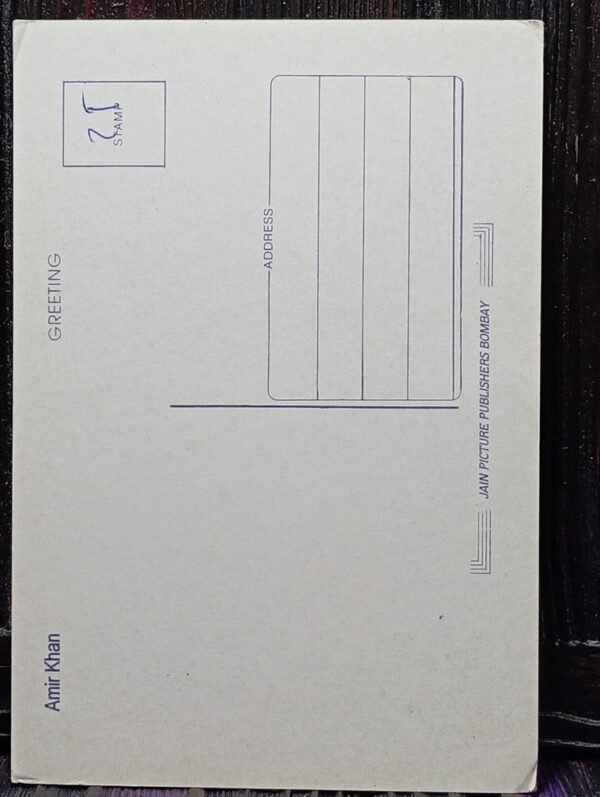 Amir Khan
GREETING
25
STAMP
ADDRESS
JAIN PICTURE PUBLISHERS BOMBAY